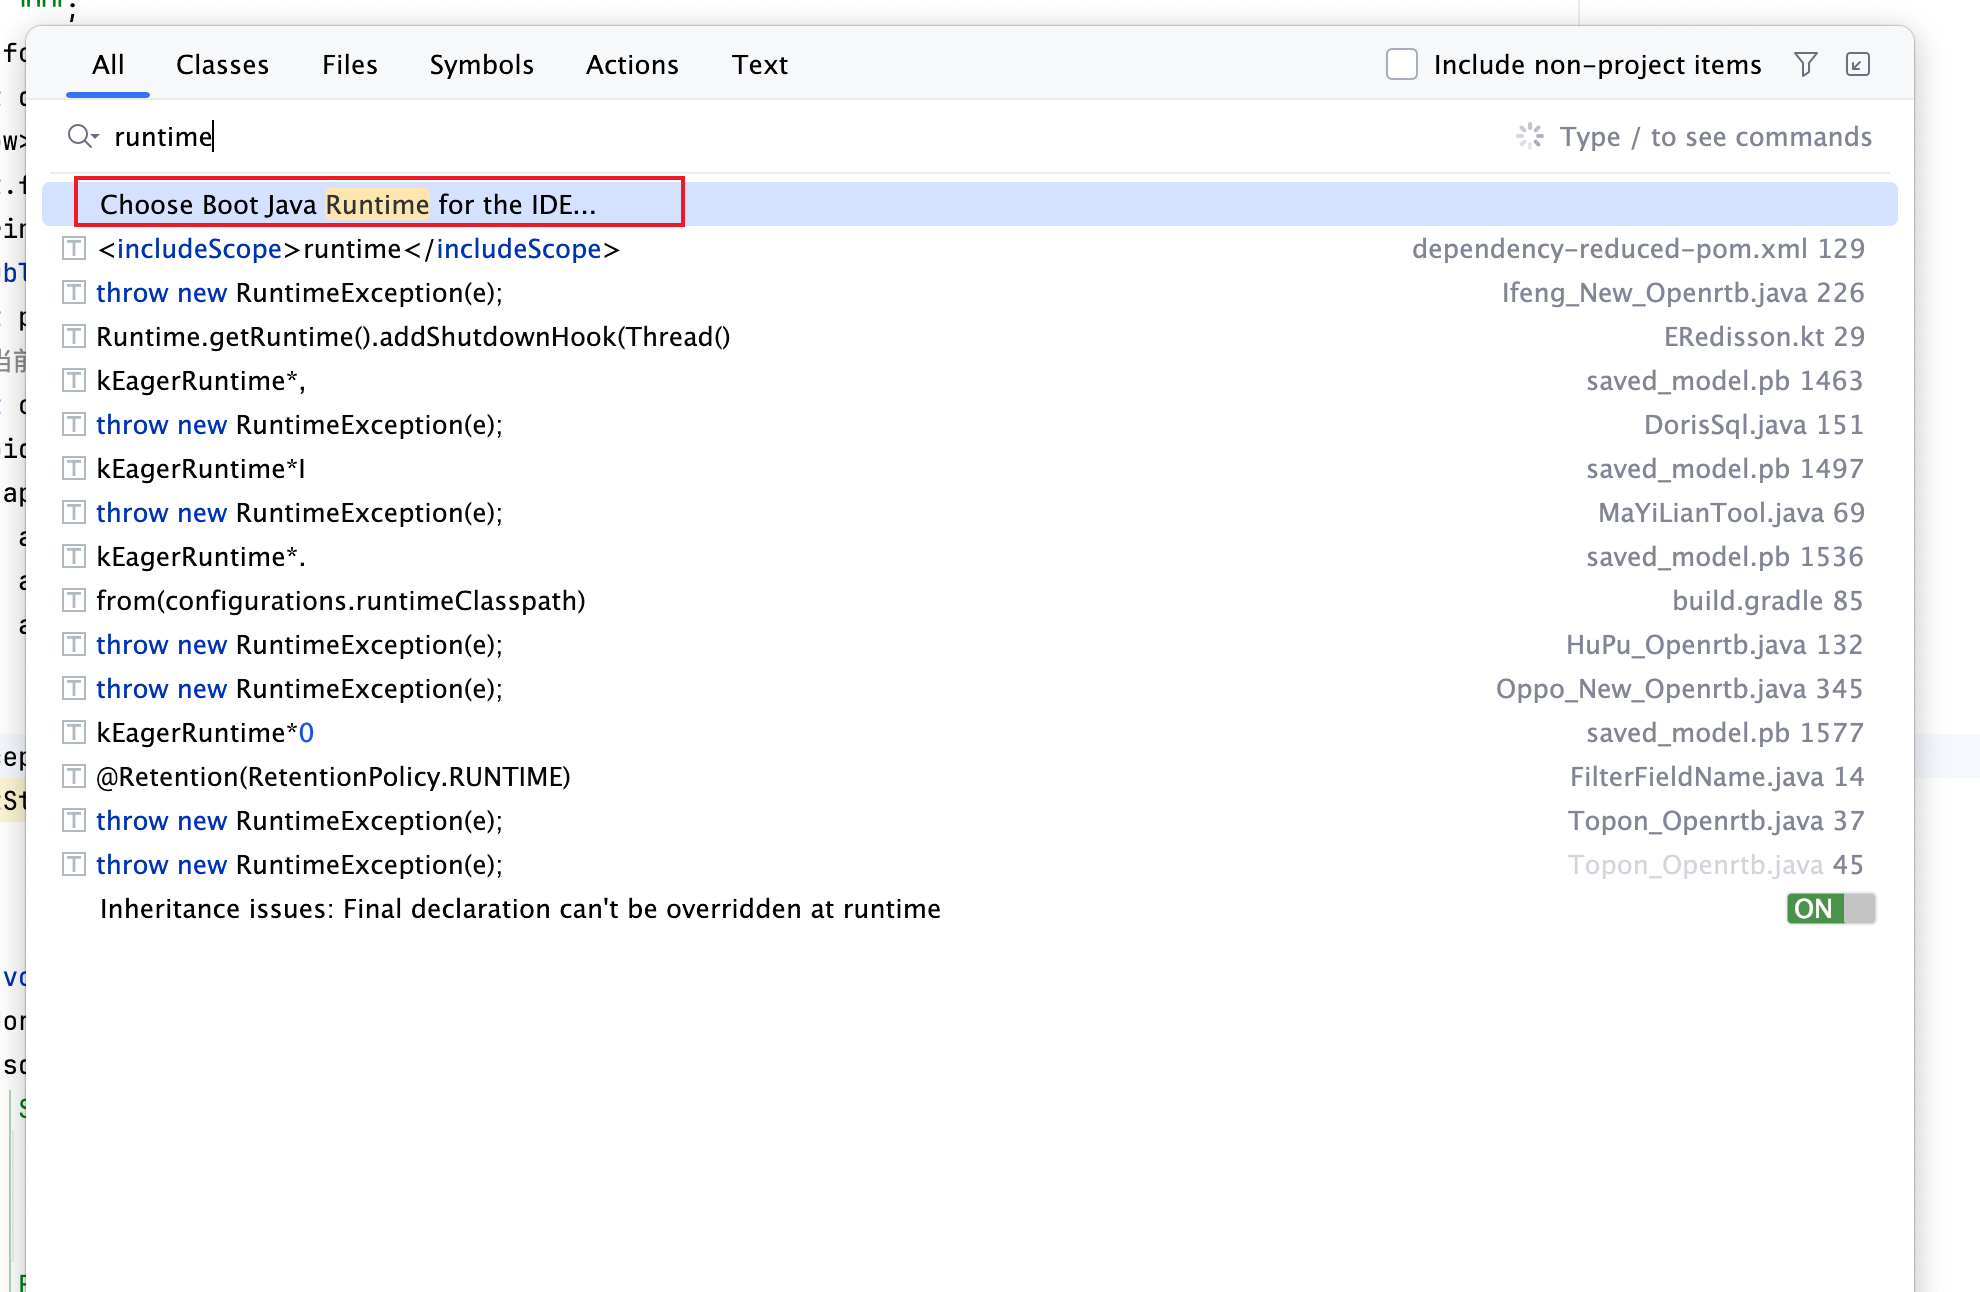 """;
All Classes Files Symbols Actions Text Include non-project items
runtime Type / to see commands
Choose Boot Java Runtime for the IDE...
<includeScope>runtime</includeScope> dependency-reduced-pom.xml 129
throw new RuntimeException(e); Ifeng_New_Openrtb.java 226
Runtime.getRuntime().addShutdownHook(Thread() ERedisson.kt 29
kEagerRuntime*, saved_model.pb 1463
throw new RuntimeException(e); DorisSql.java 151
kEagerRuntime*I saved_model.pb 1497
throw new RuntimeException(e); MaYiLianTool.java 69
kEagerRuntime*. saved_model.pb 1536
from(configurations.runtimeClasspath) build.gradle 85
throw new RuntimeException(e); HuPu_Openrtb.java 132
throw new RuntimeException(e); Oppo_New_Openrtb.java 345
kEagerRuntime*0 saved_model.pb 1577
@Retention(RetentionPolicy.RUNTIME) FilterFieldName.java 14
throw new RuntimeException(e); Topon_Openrtb.java 37
throw new RuntimeException(e); Topon_Openrtb.java 45
Inheritance issues: Final declaration can't be overridden at runtime ON